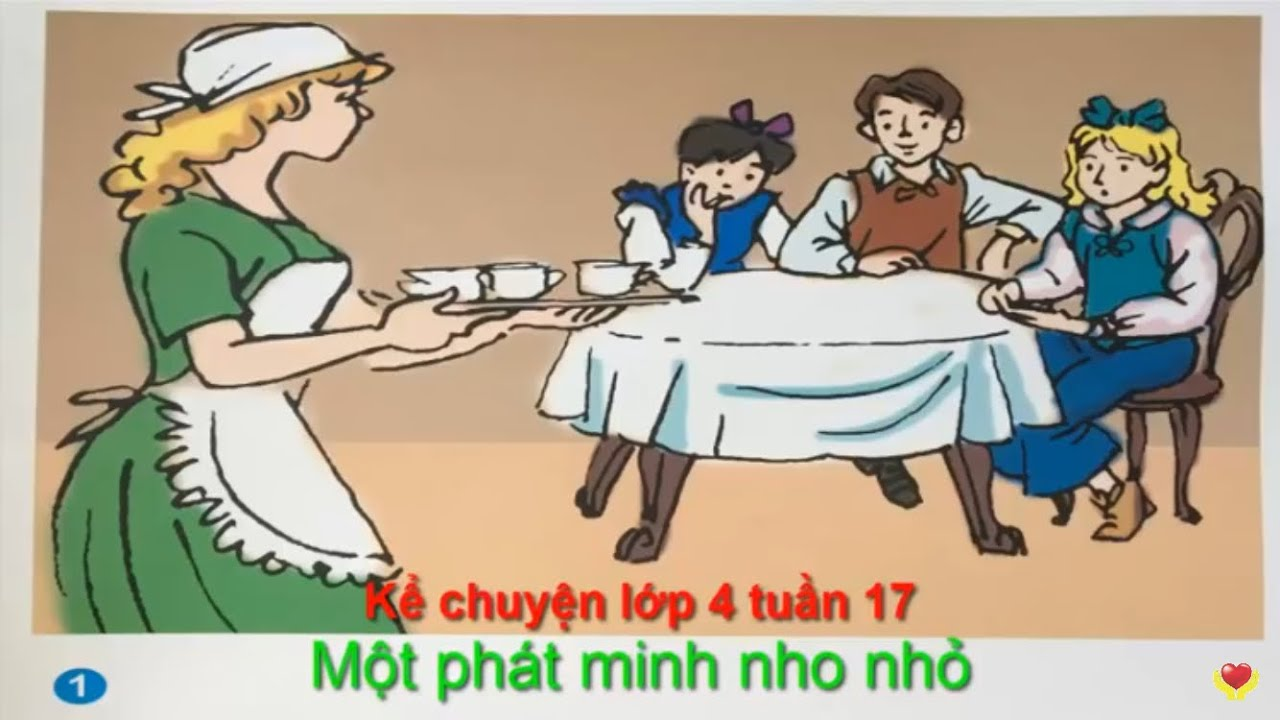 Kể chuyện lớp 4 tuần 17
Một phát minh nho nhỏ
1